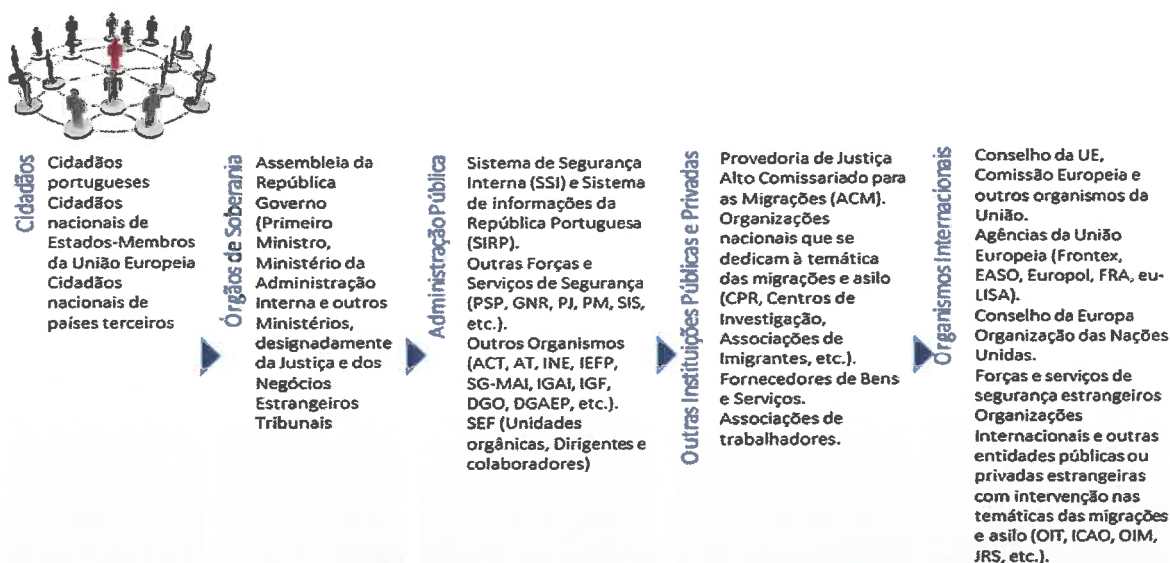 Cidadãos
Cidadãos
portugueses
Cidadãos
nacionais de
Estados-Membros
da União Europeia
Cidadãos
nacionais de
países terceiros
Órgãos de Soberania
Assembleia da
República
Governo
(Primeiro
Ministro,
Ministério da
Administração
Interna e outros
Ministérios,
designadamente
da Justiça e dos
Negócios
Estrangeiros
Tribunais
Administração Pública
Sistema de Segurança
Interna (SSI) e Sistema
de informações da
República Portuguesa
(SIRP).
Outras Forças e
Serviços de Segurança
(PSP, GNR, PJ, PM, SIS,
etc.).
Outros Organismos
(ACT, AT, INE, IEFP,
SG-MAI, IGAI, IGF,
DGO, DGAEP, etc.).
SEF (Unidades
orgânicas, Dirigentes e
colaboradores)
Outras Instituições Públicas e Privadas
Provedoria de Justiça
Alto Comissariado para
as Migrações (ACM).
Organizações
nacionais que se
dedicam à temática
das migrações e asilo
(CPR, Centros de
Investigação,
Associações de
Imigrantes, etc.).
Fornecedores de Bens
e Serviços.
Associações de
trabalhadores.
Organismos Internacionais
Conselho da UE,
Comissão Europeia e
outros organismos da
União.
Agências da União
Europeia (Frontex,
EASO, Europol, FRA, eu-
LISA).
Conselho da Europa
Organização das Nações
Unidas.
Forças e serviços de
segurança estrangeiros
Organizações
Internacionais e outras
entidades públicas ou
privadas estrangeiras
com intervenção nas
temáticas das migrações
e asilo (OIT, ICAO, OIM,
JRS, etc.).